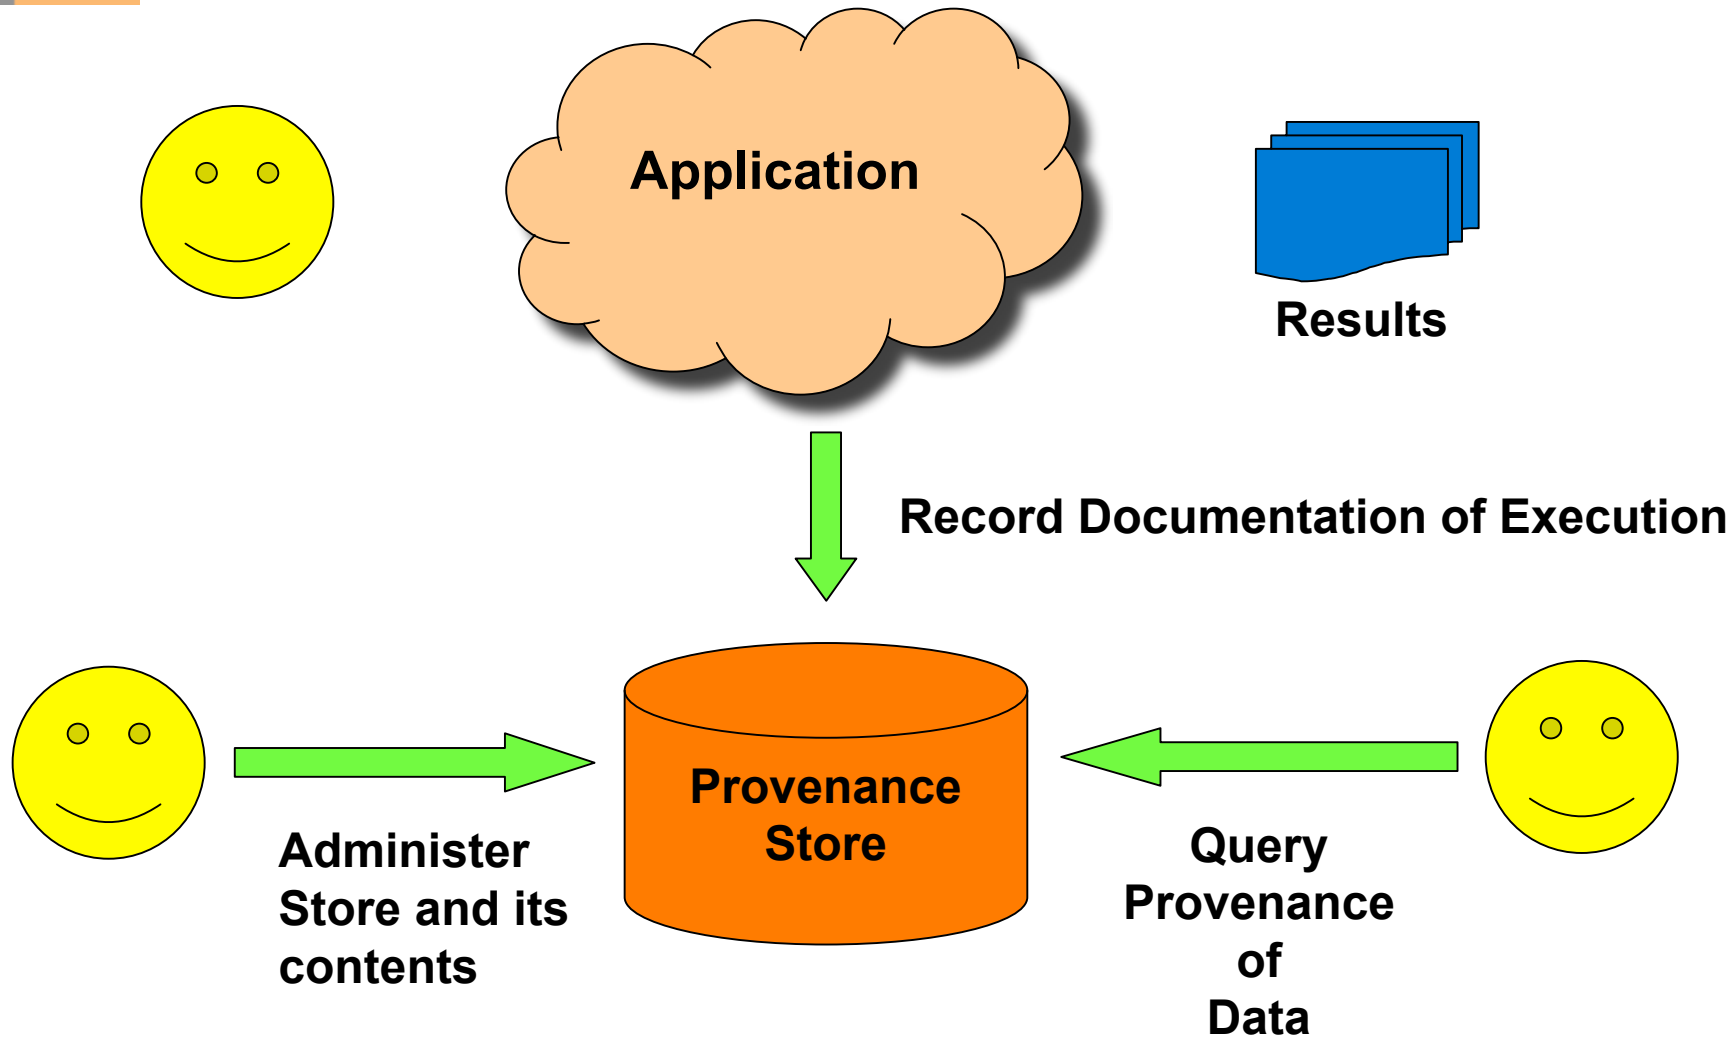 Application
Results
Record Documentation of Execution
Provenance
Store
Administer
Store and its
contents
Query
Provenance
of
Data